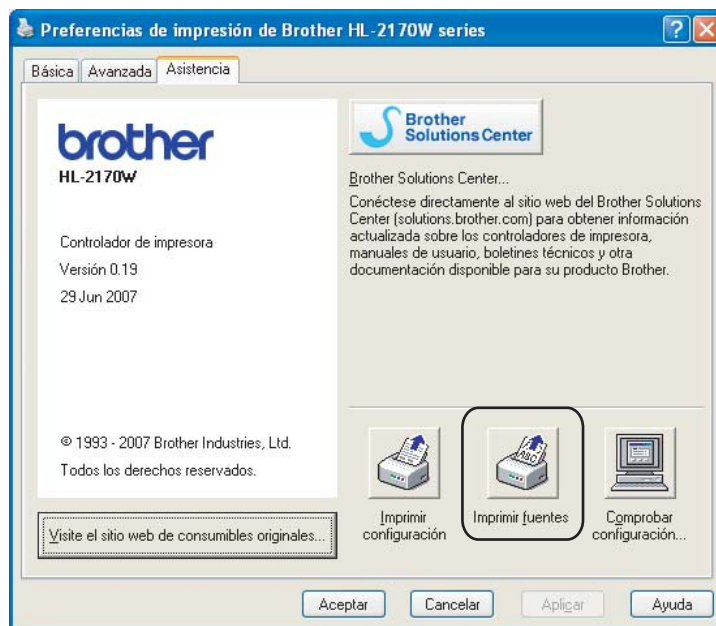 Preferencias de impresión de Brother HL-2170W series
Básica
Avanzada
Asistencia
brother
HL-2170W
Controlador de impresora
Versión 0.19
29 Jun 2007
© 1993 - 2007 Brother Industries, Ltd.
Todos los derechos reservados.
Visite el sitio web de consumibles originales...
Brother
Solutions Center
Brother Solutions Center...
Conéctese directamente al sitio web del Brother Solutions
Center (solutions.brother.com) para obtener información
actualizada sobre los controladores de impresora,
manuales de usuario, boletines técnicos y otra
documentación disponible para su producto Brother.
Imprimir
configuración
ABC
Imprimir fuentes
Comprobar
configuración...
Aceptar
Cancelar
Aplicar
Ayuda